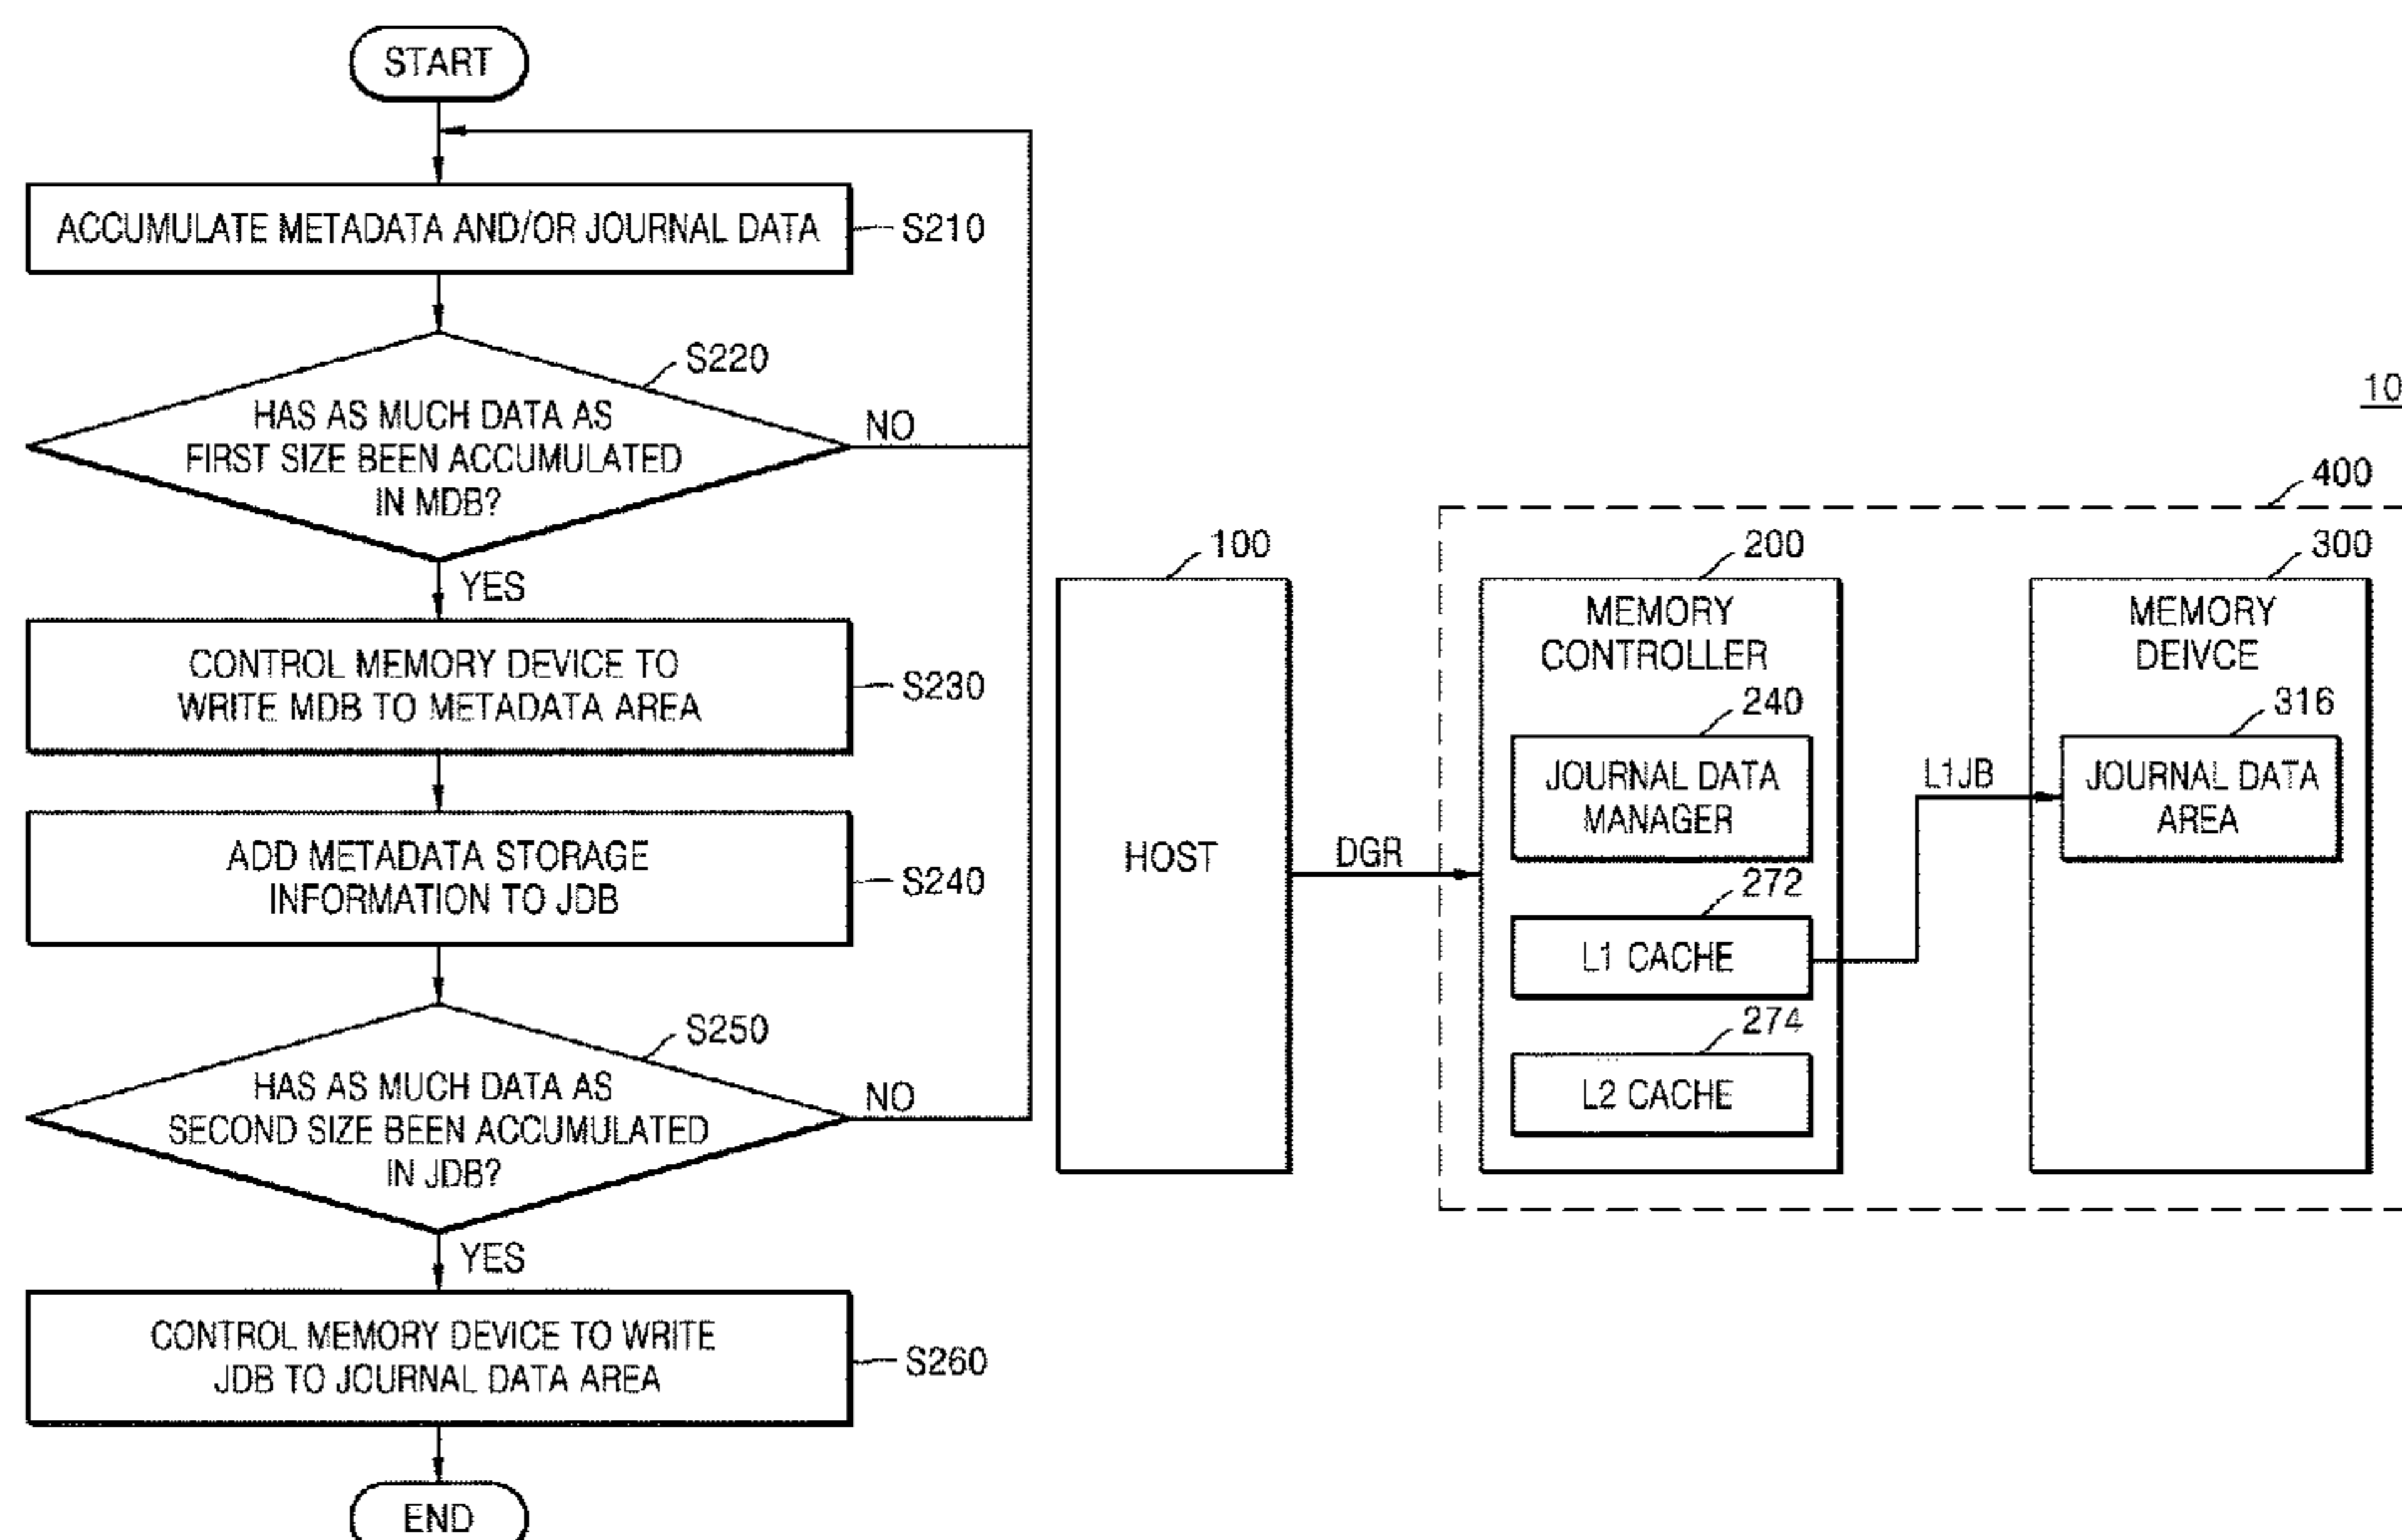 START
ACCUMULATE METADATA AND/OR JOURNAL DATA
S210
S220
HAS AS MUCH DATA AS
FIRST SIZE BEEN ACCUMULATED
IN MDB?
NO
YES
CONTROL MEMORY DEVICE TO
WRITE MDB TO METADATA AREA
S230
ADD METADATA STORAGE
INFORMATION TO JDB
S240
S250
HAS AS MUCH DATA AS
SECOND SIZE BEEN ACCUMULATED
IN JDB?
NO
YES
CONTROL MEMORY DEVICE TO WRITE
JDB TO JOURNAL DATA AREA
S260
END
10
400
100
HOST
DGR
200
MEMORY
CONTROLLER
240
JOURNAL DATA
MANAGER
272
L1 CACHE
274
L2 CACHE
L1JB
300
MEMORY
DEIVCE
316
JOURNAL DATA
AREA